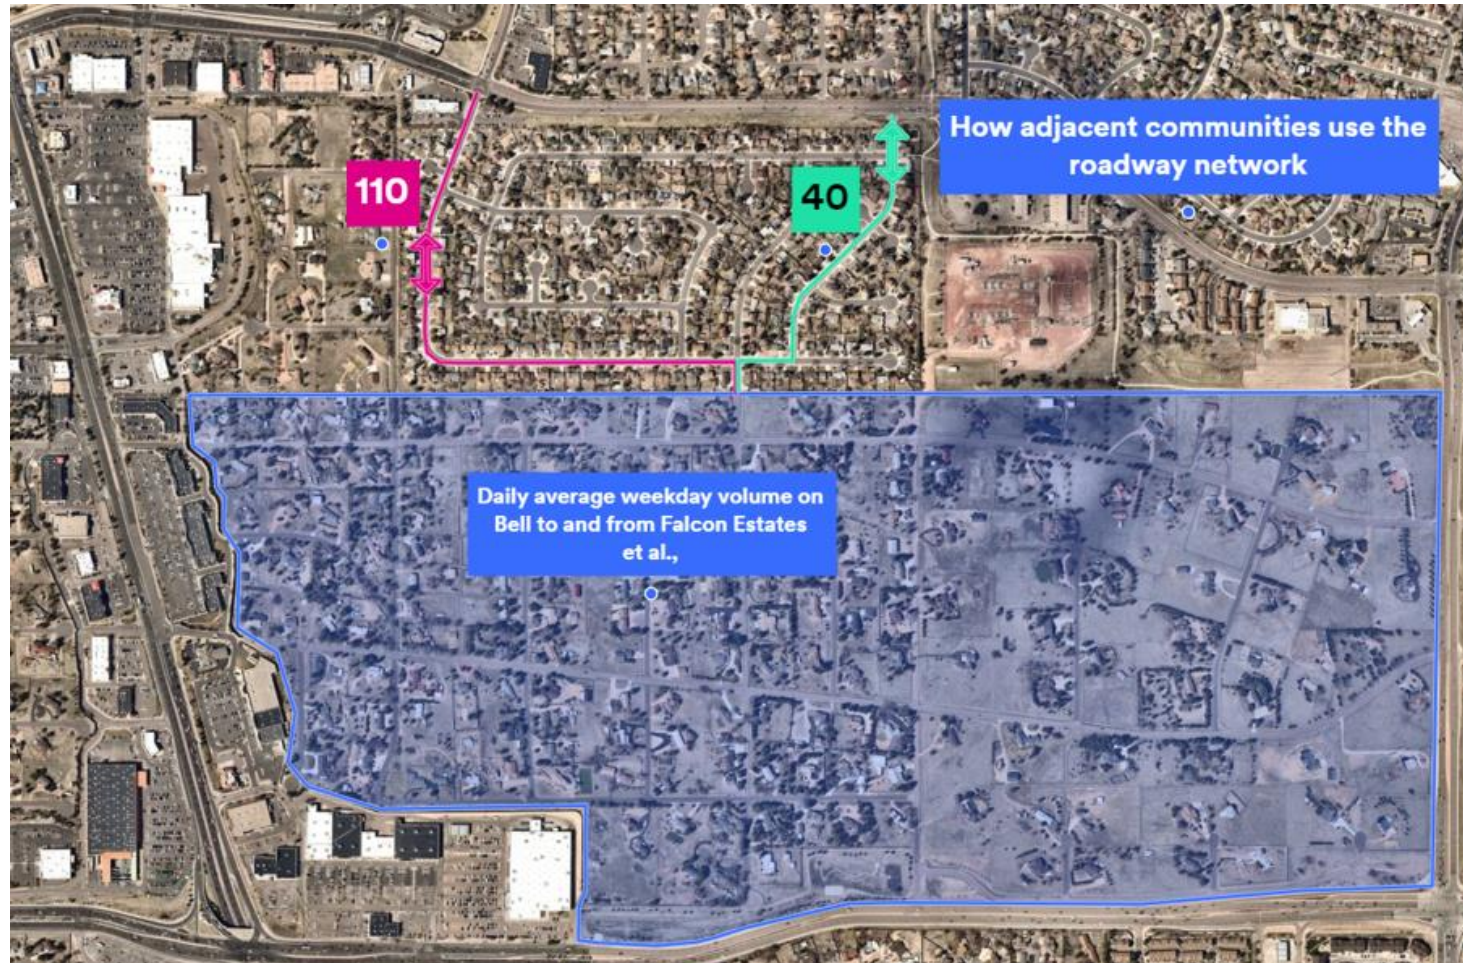 How adjacent communities use the
roadway network
110
40
Daily average weekday volume on
Bell to and from Falcon Estates
et al.,